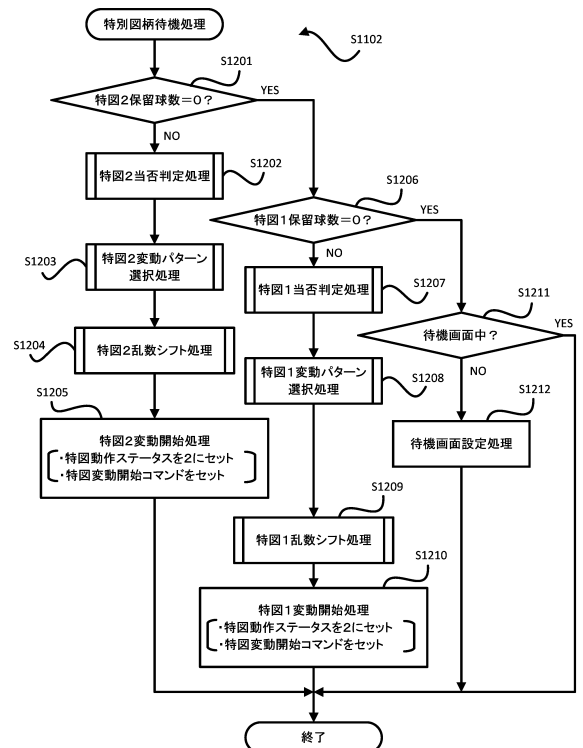 特別図柄待機処理
S1102
S1201
特図2保留球数＝0？
YES
NO
特図2当否判定処理
S1202
S1206
特図1保留球数＝0？
YES
NO
S1203
特図2変動パターン
選択処理
特図1当否判定処理
S1207
S1211
待機画面中？
YES
NO
S1204
特図2乱数シフト処理
特図1変動パターン
選択処理
S1208
S1205
特図2変動開始処理
・特図動作ステータスを2にセット
・特図変動開始コマンドをセット
S1212
待機画面設定処理
S1209
特図1乱数シフト処理
S1210
特図1変動開始処理
・特図動作ステータスを2にセット
・特図変動開始コマンドをセット
終了